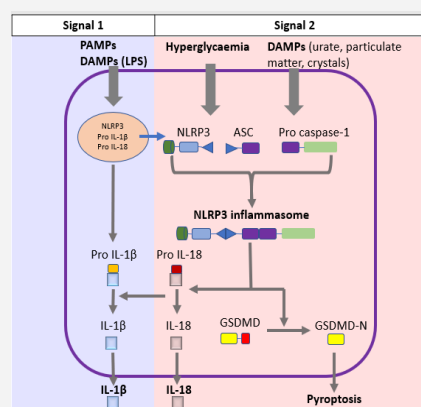 Signal 1
Signal 2
PAMPs
DAMPs (LPS)
Hyperglycaemia
DAMPs (urate, particulate
matter, crystals)
NLRP3
Pro IL-1β
Pro IL-18
NLRP3
ASC
Pro caspase-1
NLRP3 inflammasome
Pro IL-1β
Pro IL-18
IL-1β
IL-18
GSDMD
GSDMD-N
IL-1β
IL-18
Pyroptosis